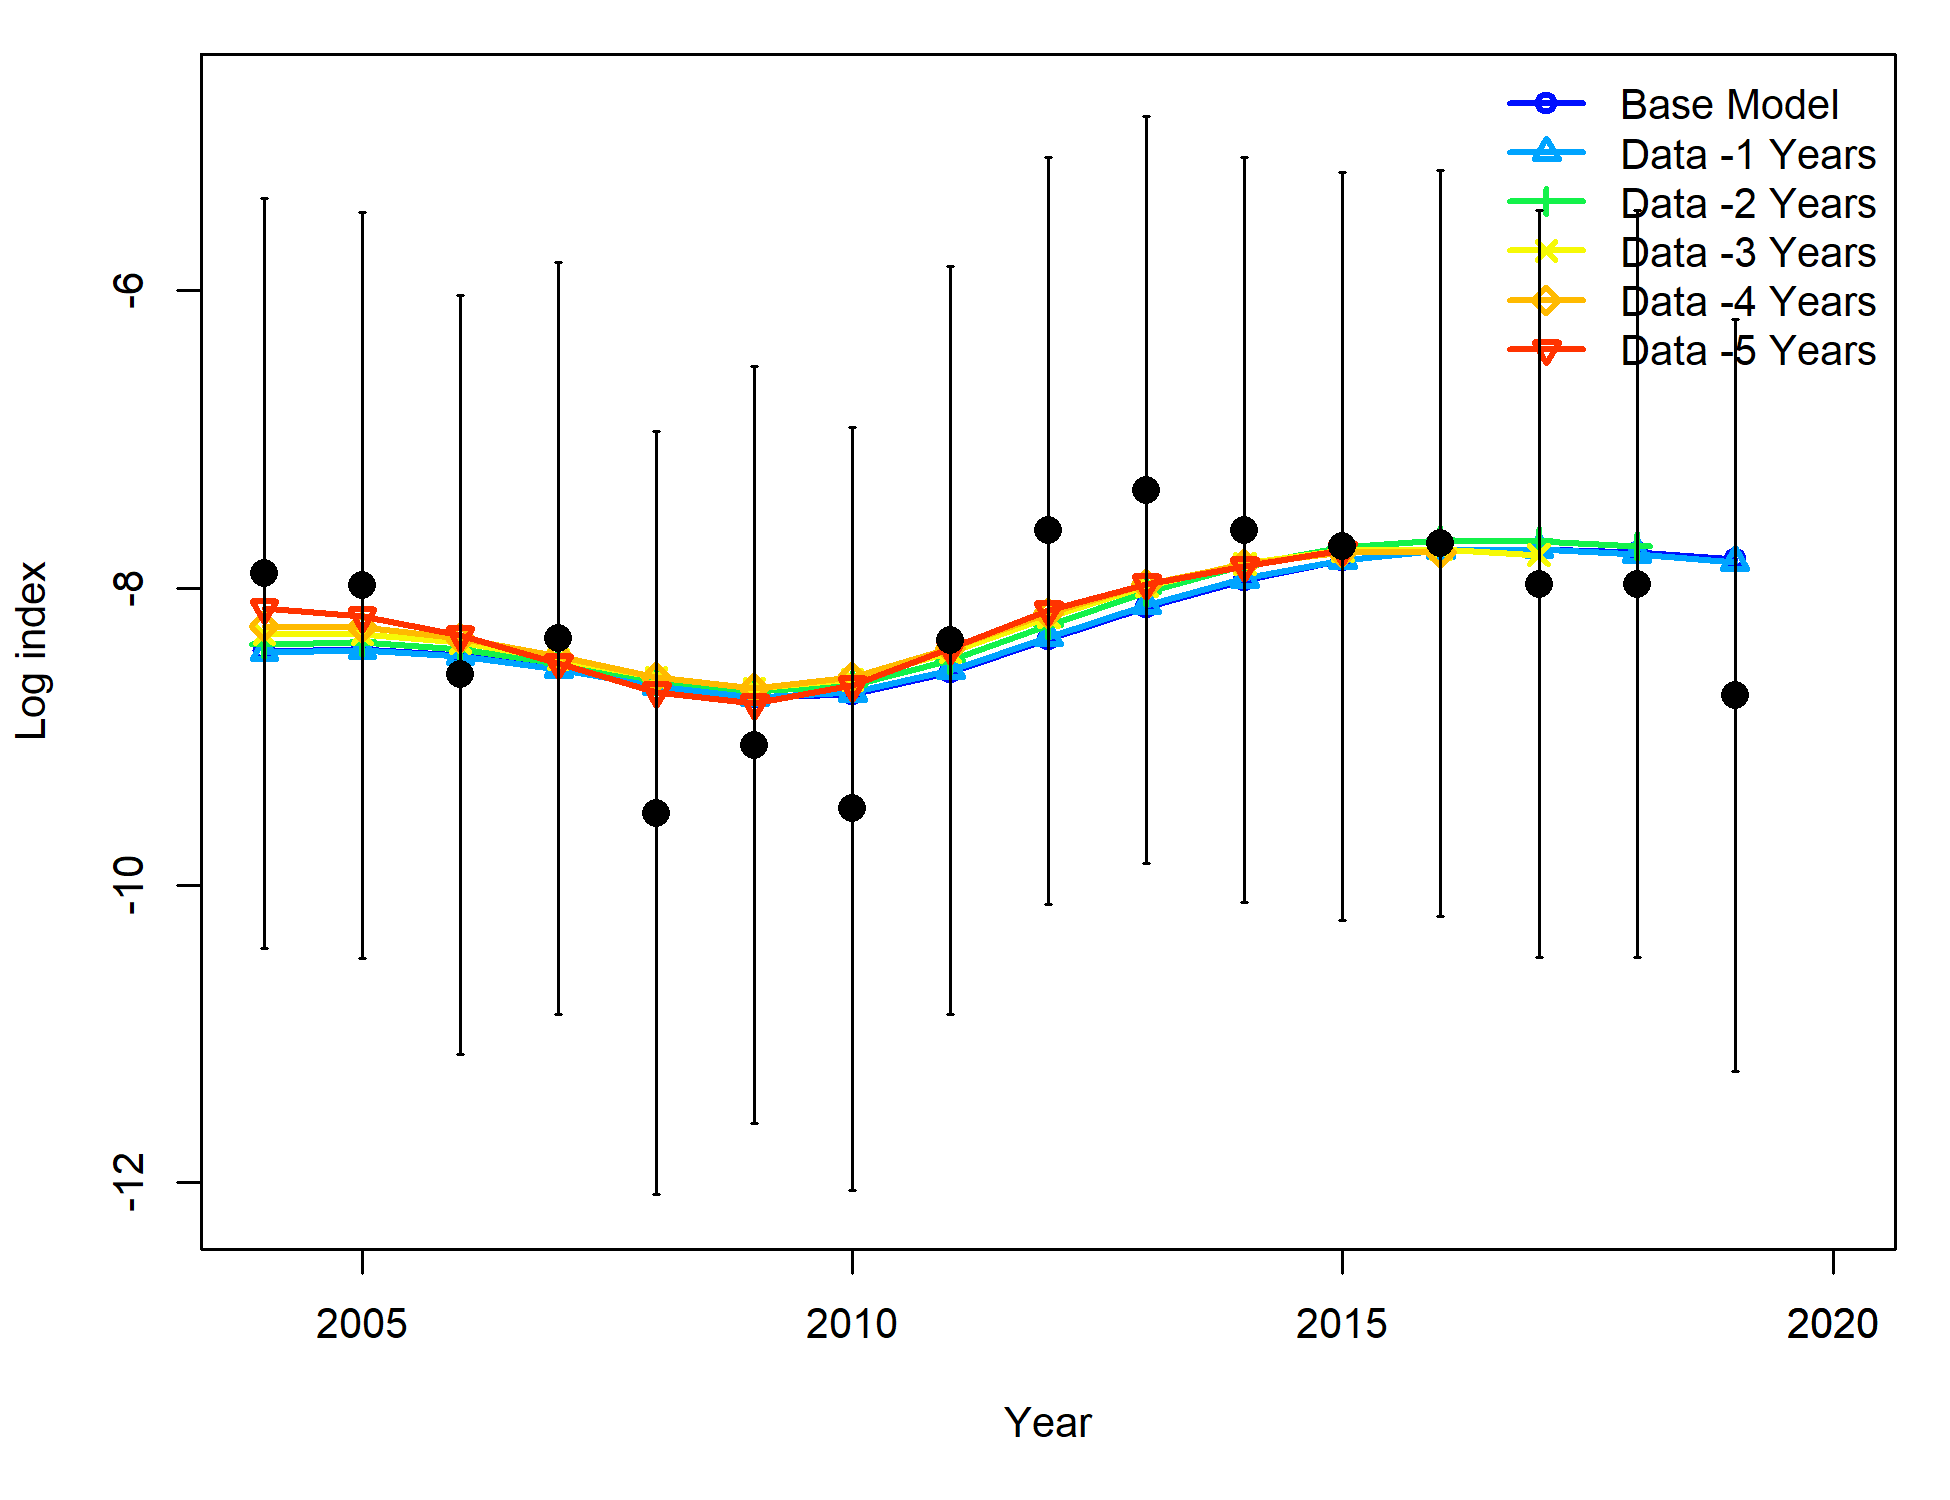 Base Model
Data -1 Years
Data -2 Years
Data -3 Years
Data -4 Years
Data -5 Years
-6
-8
-10
-12
Log index
2005 2010 2015 2020
Year